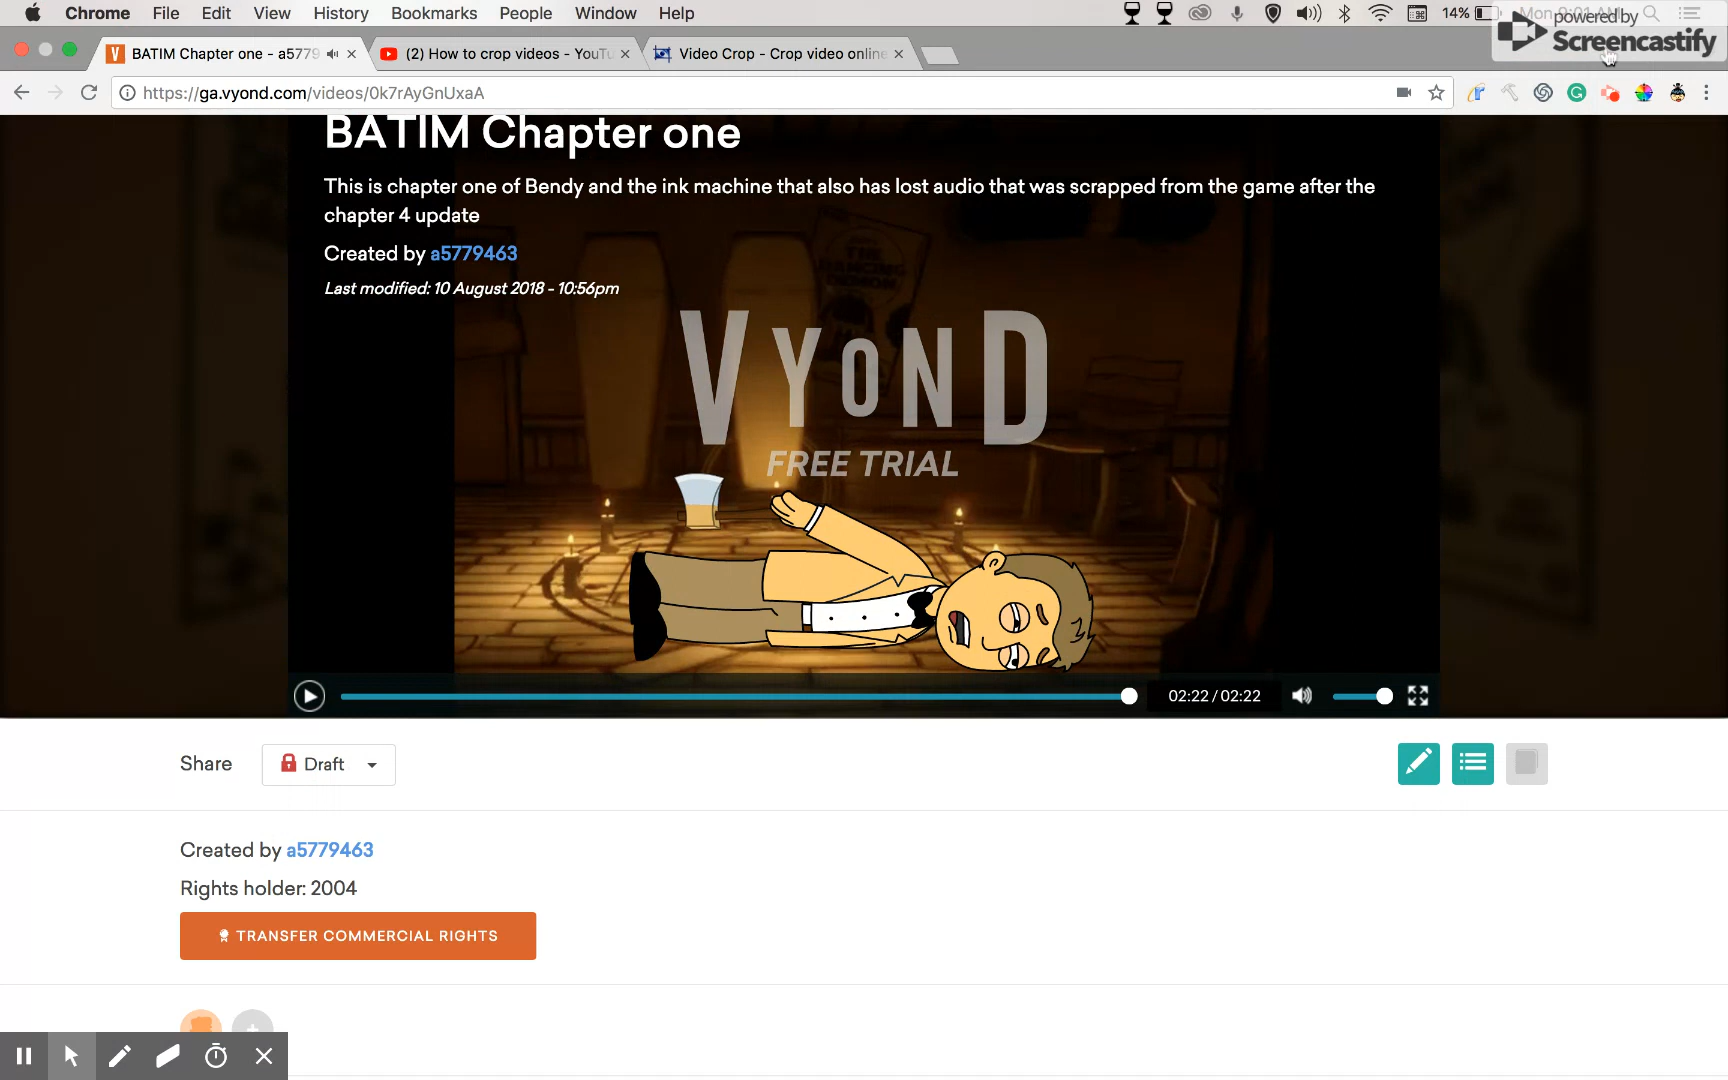 Chrome File Edit View History Bookmarks People Window Help 14%
powered by
Screencastify
BATIM Chapter one - a5779
(2) How to crop videos - YouTu
Video Crop - Crop video online
https://ga.vyond.com/videos/0k7rAyGnUxaA
BATIM Chapter one
This is chapter one of Bendy and the ink machine that also has lost audio that was scrapped from the game after the
chapter 4 update
Created by a5779463
Last modified: 10 August 2018 - 10:56pm
VYOND
FREE TRIAL
02:22 / 02:22
Share Draft
Created by a5779463
Rights holder: 2004
TRANSFER COMMERCIAL RIGHTS